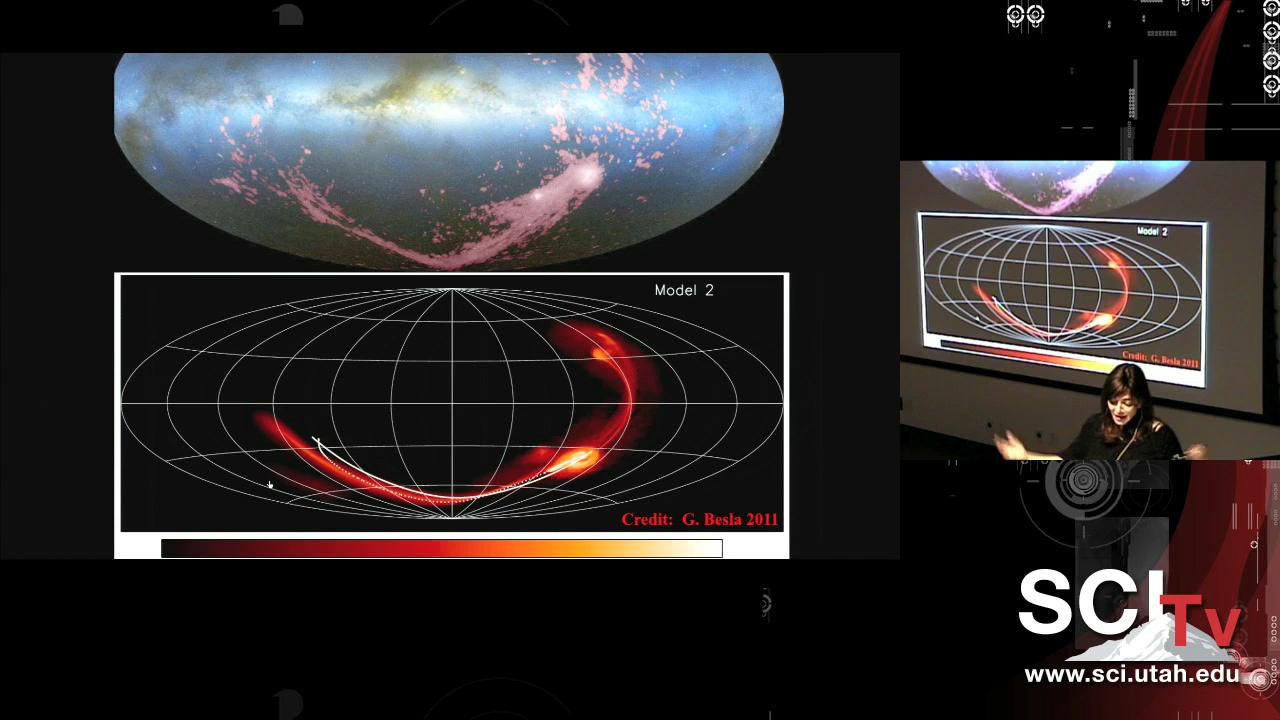 Model 2
Credit: G. Besla 2011
Model 2
Credit: G. Besla 2011
SCI
Tv
www.sci.utah.edu